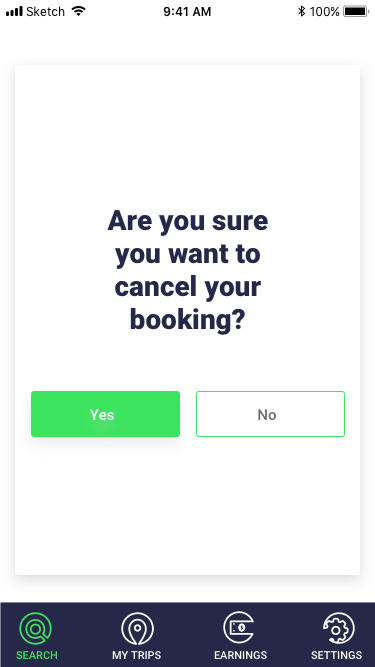 Sketch 9:41 AM 100%
Are you sure
you want to
cancel your
booking?
Yes No
SEARCH MY TRIPS EARNINGS SETTINGS